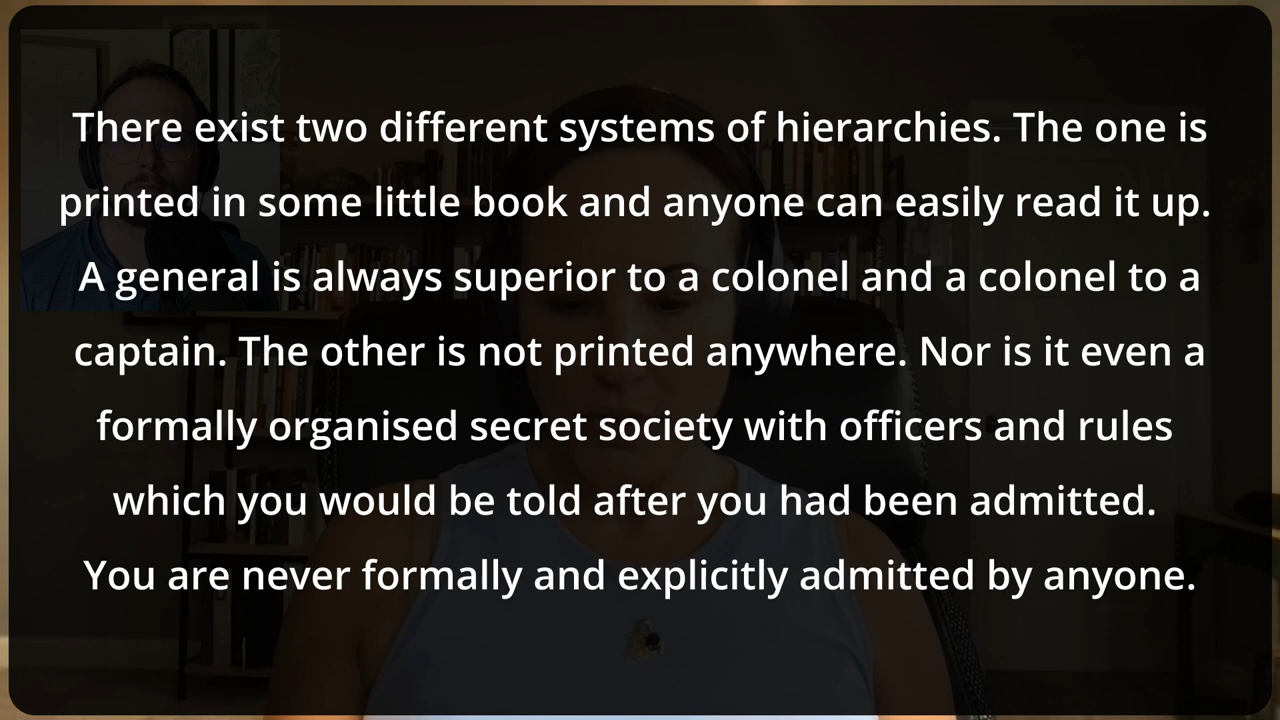 There exist two different systems of hierarchies. The one is
printed in some little book and anyone can easily read it up.
A general is always superior to a colonel and a colonel to a
captain. The other is not printed anywhere. Nor is it even a
formally organised secret society with officers and rules
which you would be told after you had been admitted.
You are never formally and explicitly admitted by anyone.